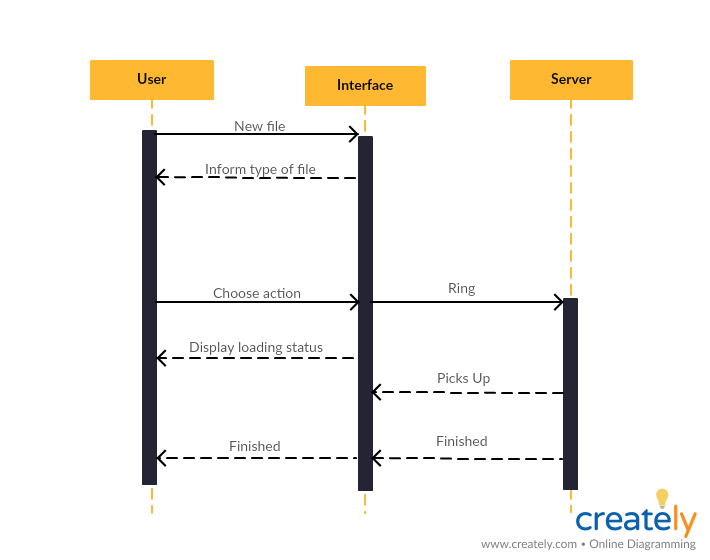 User
Interface
Server
New file
Inform type of file
Choose action
Ring
Display loading status
Picks Up
Finished
Finished
creately
www.creately.com • Online Diagramming